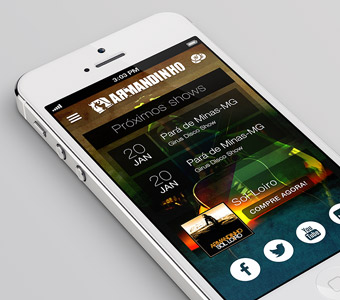 3:03 PM
ARMANDINHO
Próximos shows
20
JAN
Pará de Minas-MG
Girus Disco Show
20
JAN
Pará de Minas-MG
Girus Disco Show
Sol Loiro
COMPRE AGORA!
ARMANDINHO
SOL LOIRO
You
Tube